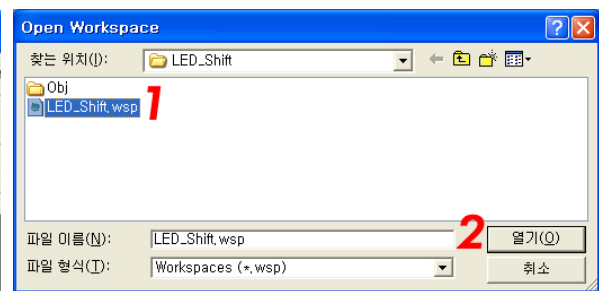 Open Workspace
찾는 위치(I): LED_Shift
Obj
LED_Shift.wsp
1
파일 이름(N): LED_Shift.wsp
2
열기(O)
파일 형식(T): Workspaces (*.wsp)
취소